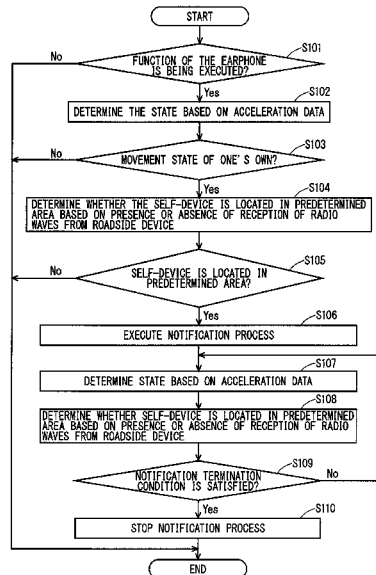 START
S101
FUNCTION OF THE EARPHONE
IS BEING EXECUTED?
No
Yes
S102
DETERMINE THE STATE BASED ON ACCELERATION DATA
S103
No
MOVEMENT STATE OF ONE'S OWN?
Yes
S104
DETERMINE WHETHER THE SELF-DEVICE IS LOCATED IN PREDETERMINED
AREA BASED ON PRESENCE OR ABSENCE OF RECEPTION OF RADIO
WAVES FROM ROADSIDE DEVICE
S105
No
SELF-DEVICE IS LOCATED IN
PREDETERMINED AREA?
Yes
S106
EXECUTE NOTIFICATION PROCESS
S107
DETERMINE STATE BASED ON ACCELERATION DATA
S108
DETERMINE WHETHER SELF-DEVICE IS LOCATED IN PREDETERMINED
AREA BASED ON PRESENCE OR ABSENCE OF RECEPTION OF RADIO
WAVES FROM ROADSIDE DEVICE
S109
NOTIFICATION TERMINATION
CONDITION IS SATISFIED?
No
Yes
S110
STOP NOTIFICATION PROCESS
END